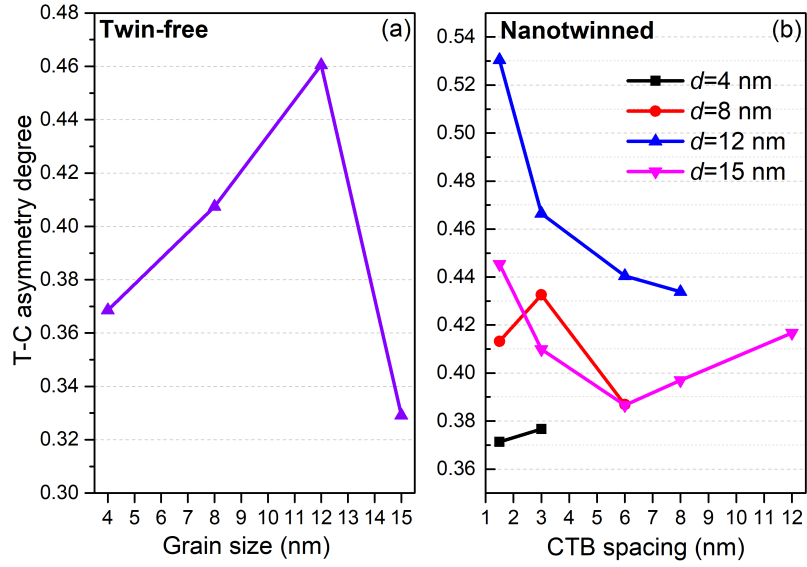 Twin-free (a)
0.48
0.46
0.44
0.42
0.40
0.38
0.36
0.34
0.32
0.30
T-C asymmetry degree
4 5 6 7 8 9 10 11 12 13 14 15
Grain size (nm)
Nanotwinned (b)
0.54
0.52
0.50
0.48
0.46
0.44
0.42
0.40
0.38
0.36
d=4 nm
d=8 nm
d=12 nm
d=15 nm
1 2 3 4 5 6 7 8 9 10 11 12
CTB spacing (nm)